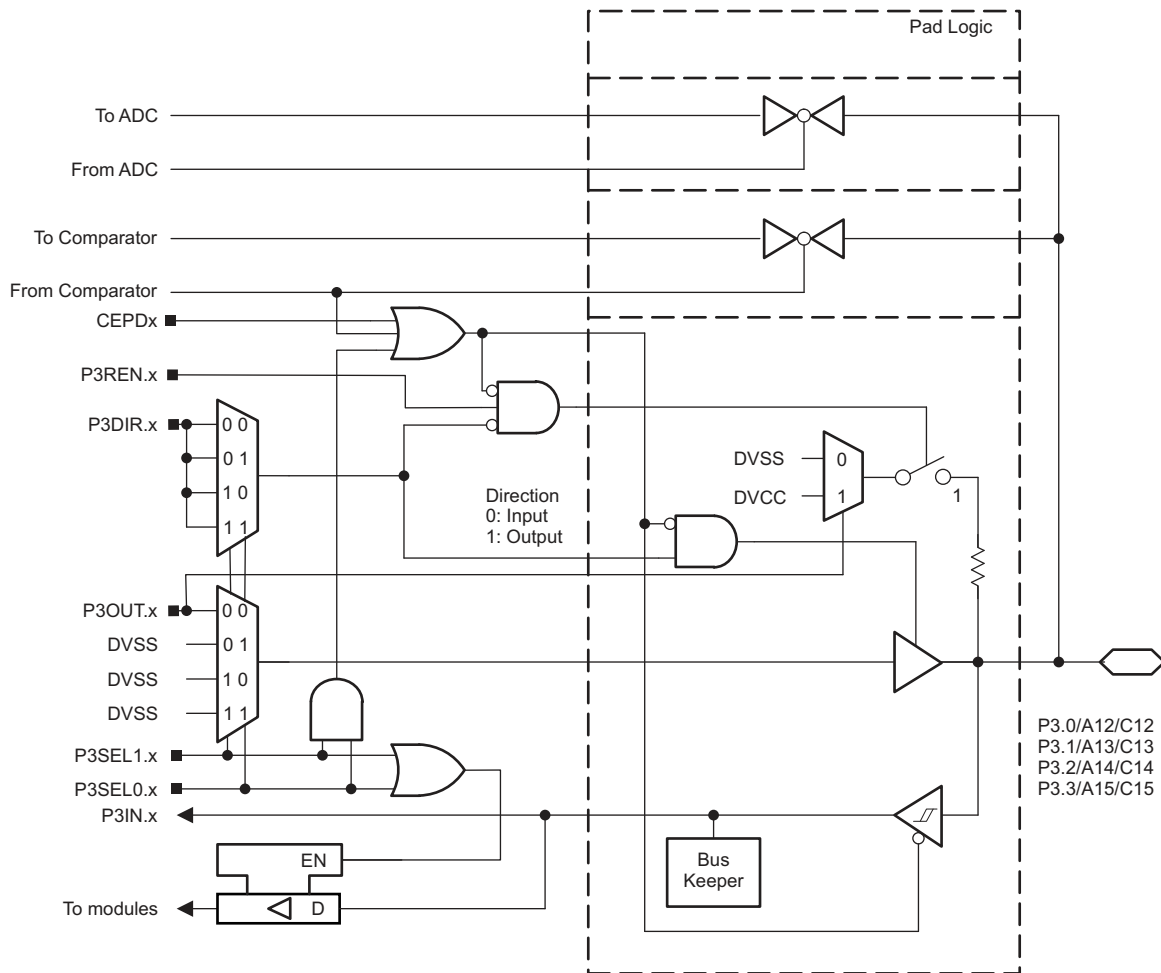 Pad Logic
To ADC
From ADC
To Comparator
From Comparator
CEPDx
P3REN.x
P3DIR.x
0 0
0 1
1 0
1 1
Direction
0: Input
1: Output
DVSS
DVCC
0
1
1
P3OUT.x
DVSS
DVSS
DVSS
0 0
0 1
1 0
1 1
P3SEL1.x
P3SEL0.x
P3IN.x
EN
D
To modules
Bus
Keeper
P3.0/A12/C12
P3.1/A13/C13
P3.2/A14/C14
P3.3/A15/C15